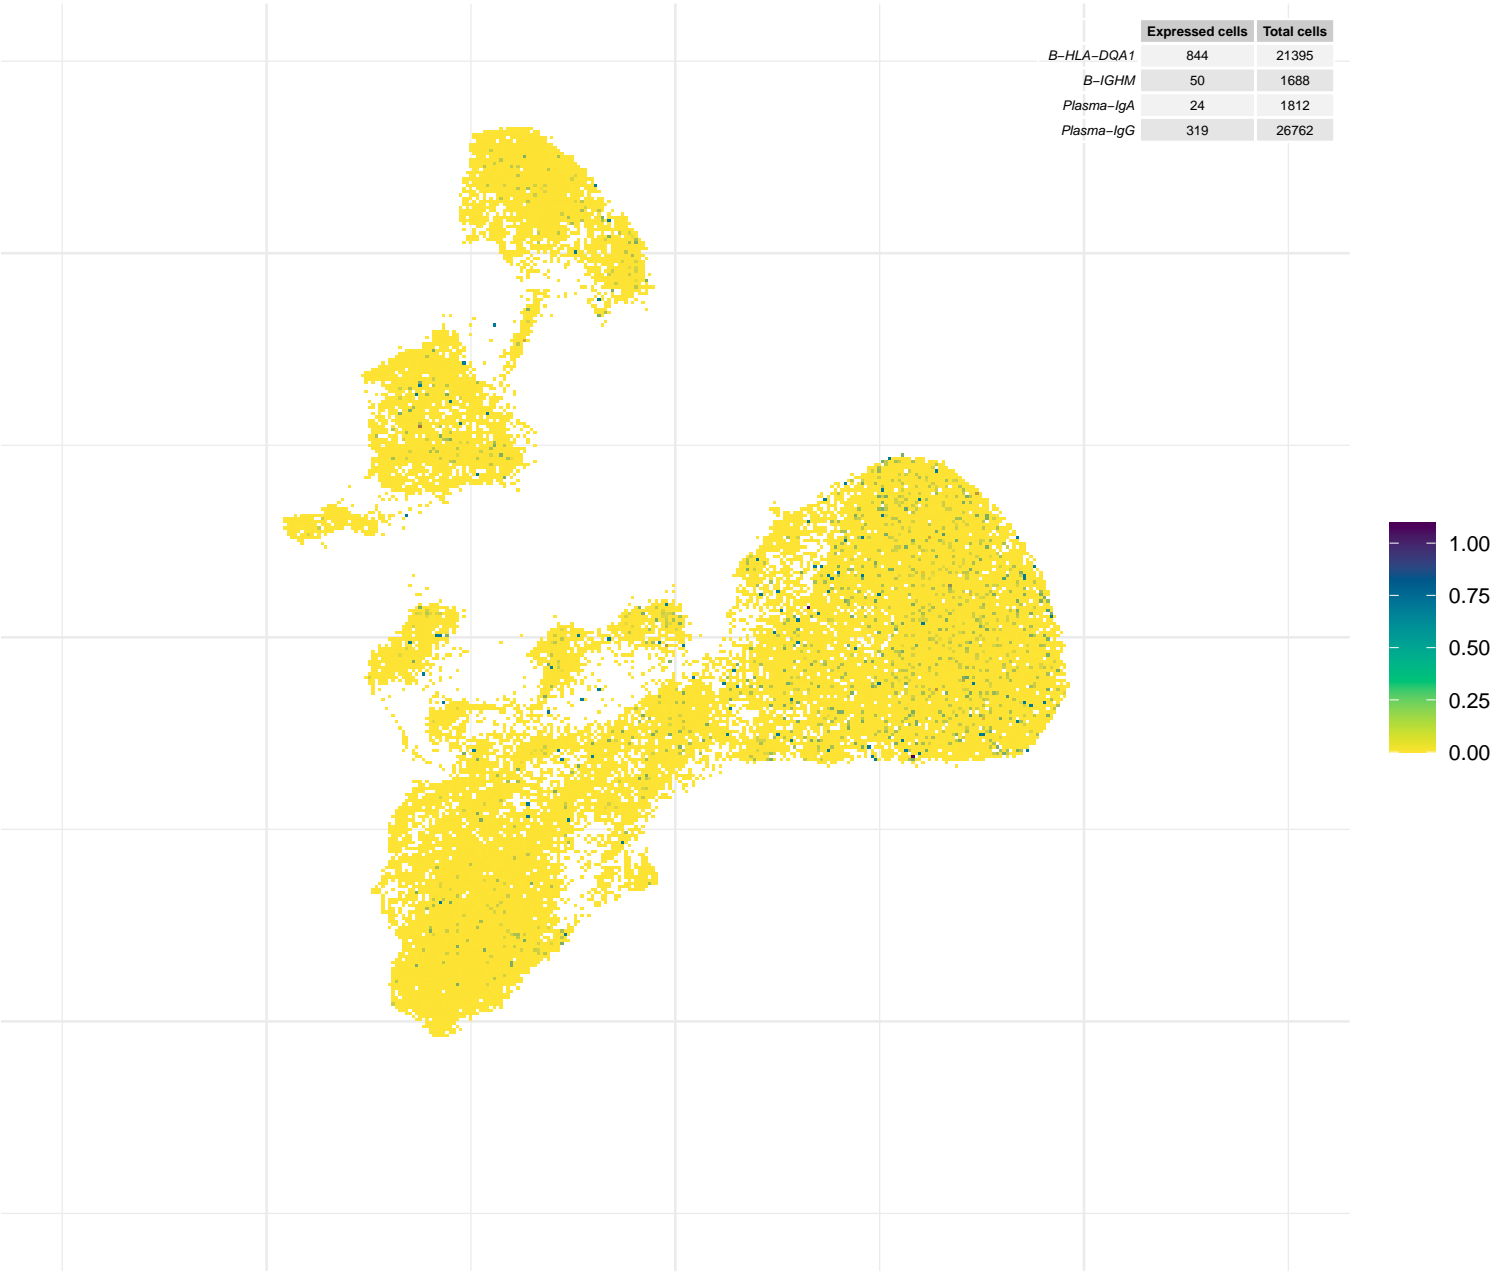 Expressed cells Total cells
B−HLA−DQA1 844 21395
B−IGHM 50 1688
Plasma−IgA 24 1812
Plasma−IgG 319 26762
1.00
0.75
0.50
0.25
0.00